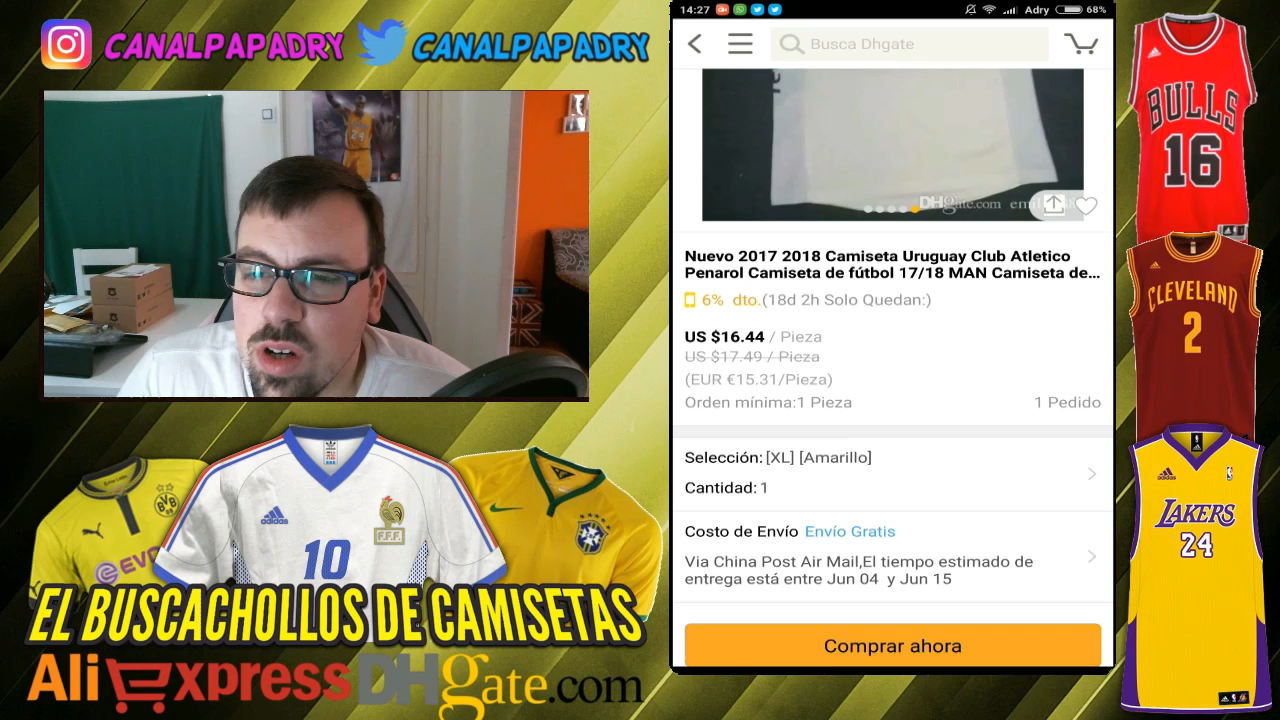 CANALPAPADRY
CANALPAPADRY
14:27
Adry
68%
Busca Dhgate
DHgate.com
Nuevo 2017 2018 Camiseta Uruguay Club Atletico
Penarol Camiseta de fútbol 17/18 MAN Camiseta de...
6% dto.(18d 2h Solo Quedan:)
US $16.44 / Pieza
US $17.49 / Pieza
(EUR €15.31/Pieza)
Orden mínima:1 Pieza
1 Pedido
Selección: [XL] [Amarillo]
Cantidad: 1
Costo de Envío Envío Gratis
Via China Post Air Mail,El tiempo estimado de
entrega está entre Jun 04 y Jun 15
Comprar ahora
BULLS
16
CLEVELAND
2
LAKERS
24
24
BVB
09
adidas
F.F.F.
10
EL BUSCACHOLLOS DE CAMISETAS
AliExpress
DHgate.com